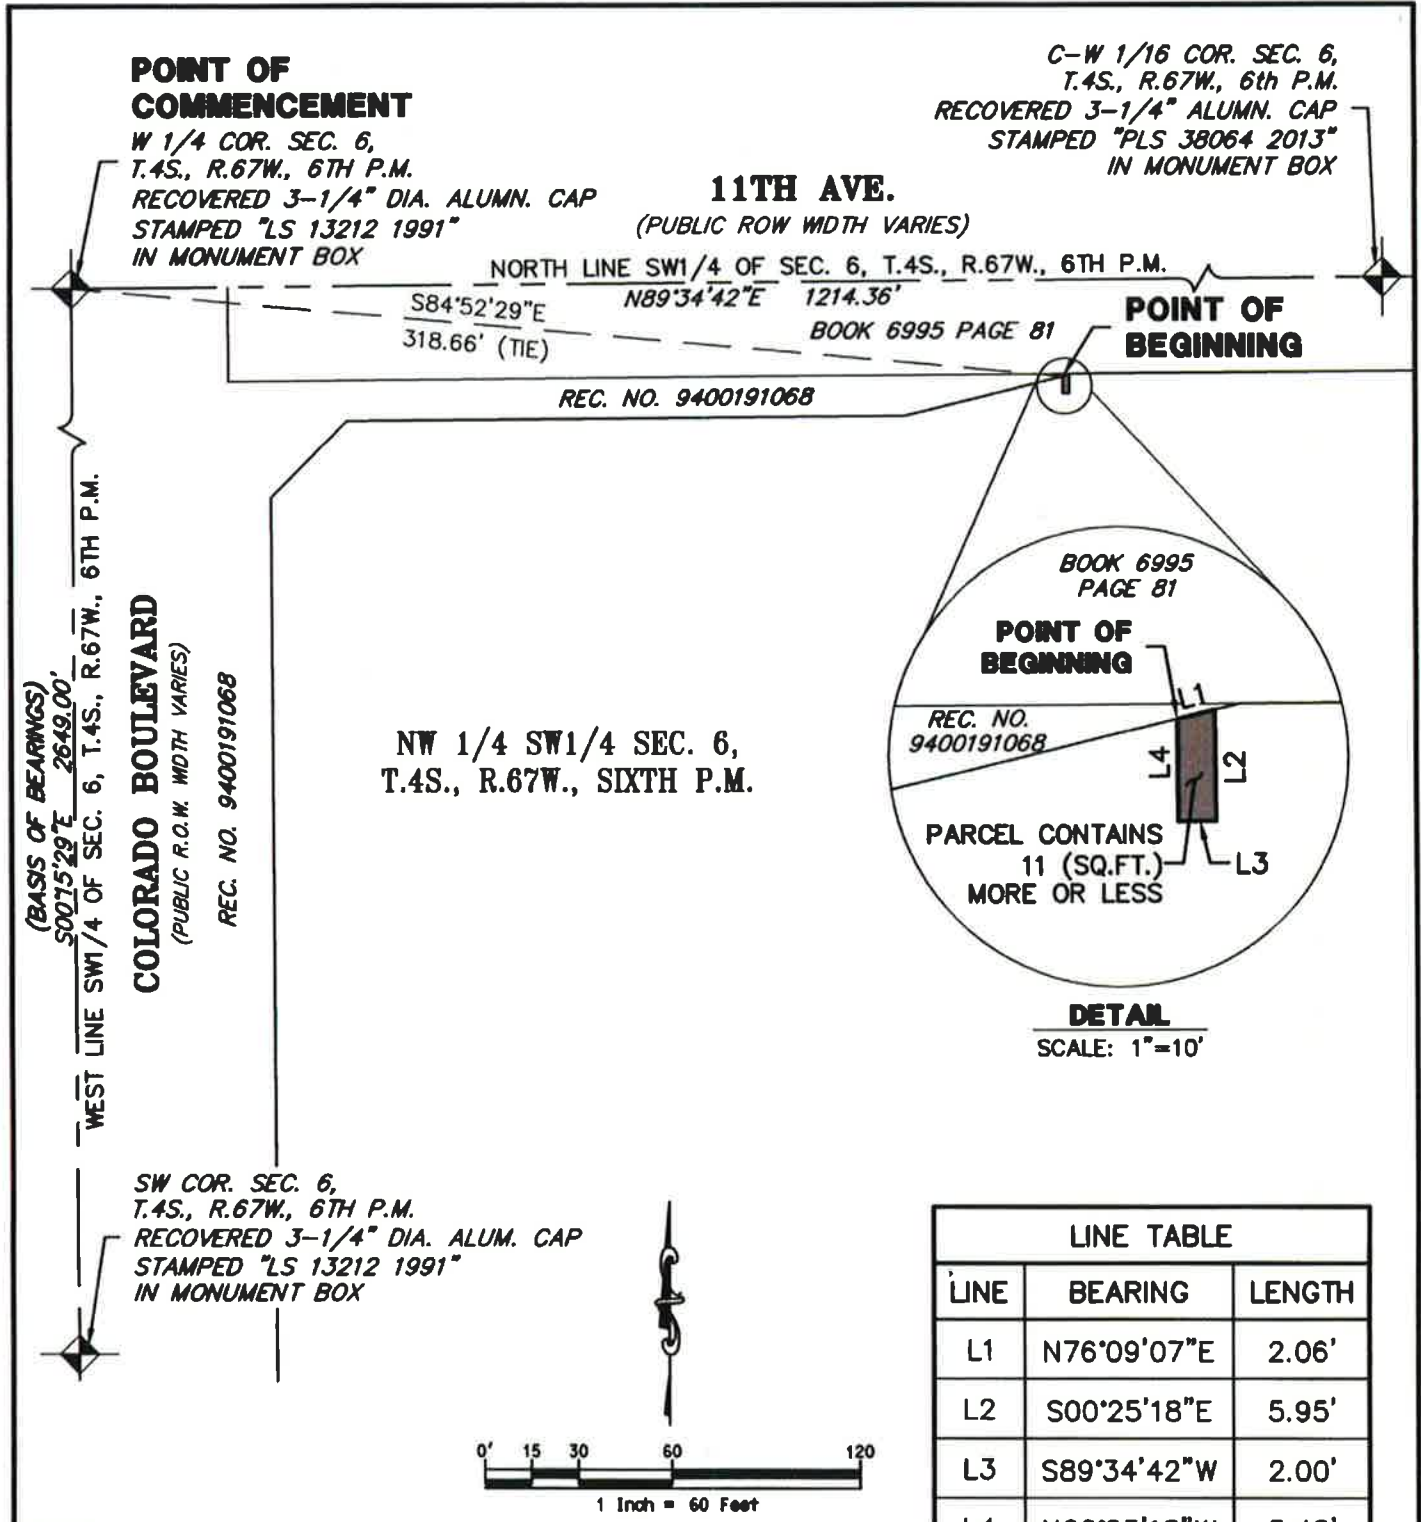 POINT OF
COMMENCEMENT
W 1/4 COR. SEC. 6,
T.4S., R.67W., 6TH P.M.
RECOVERED 3-1/4" DIA. ALUMN. CAP
STAMPED "LS 13212 1991"
IN MONUMENT BOX
C-W 1/16 COR. SEC. 6,
T.4S., R.67W., 6th P.M.
RECOVERED 3-1/4" ALUMN. CAP
STAMPED "PLS 38064 2013"
IN MONUMENT BOX
11TH AVE.
(PUBLIC ROW WIDTH VARIES)
NORTH LINE SW1/4 OF SEC. 6, T.4S., R.67W., 6TH P.M.
N89°34'42"E 1214.36'
S84°52'29"E
318.66' (TIE)
BOOK 6995 PAGE 81
POINT OF
BEGINNING
REC. NO. 9400191068
(BASIS OF BEARINGS)
S00°15'29"E 2649.00'
WEST LINE SW1/4 OF SEC. 6, T.4S., R.67W., 6TH P.M.
COLORADO BOULEVARD
(PUBLIC R.O.W. WIDTH VARIES)
REC. NO. 9400191068
NW 1/4 SW1/4 SEC. 6,
T.4S., R.67W., SIXTH P.M.
BOOK 6995
PAGE 81
POINT OF
BEGINNING
L1
REC. NO.
9400191068
L4
L2
PARCEL CONTAINS
11 (SQ.FT.)
MORE OR LESS
L3
DETAIL
SCALE: 1"=10'
SW COR. SEC. 6,
T.4S., R.67W., 6TH P.M.
RECOVERED 3-1/4" DIA. ALUM. CAP
STAMPED "LS 13212 1991"
IN MONUMENT BOX
0' 15 30 60 120
1 Inch = 60 Feet
LINE TABLE
LINE BEARING LENGTH
L1 N76°09'07"E 2.06'
L2 S00°25'18"E 5.95'
L3 S89°34'42"W 2.00'